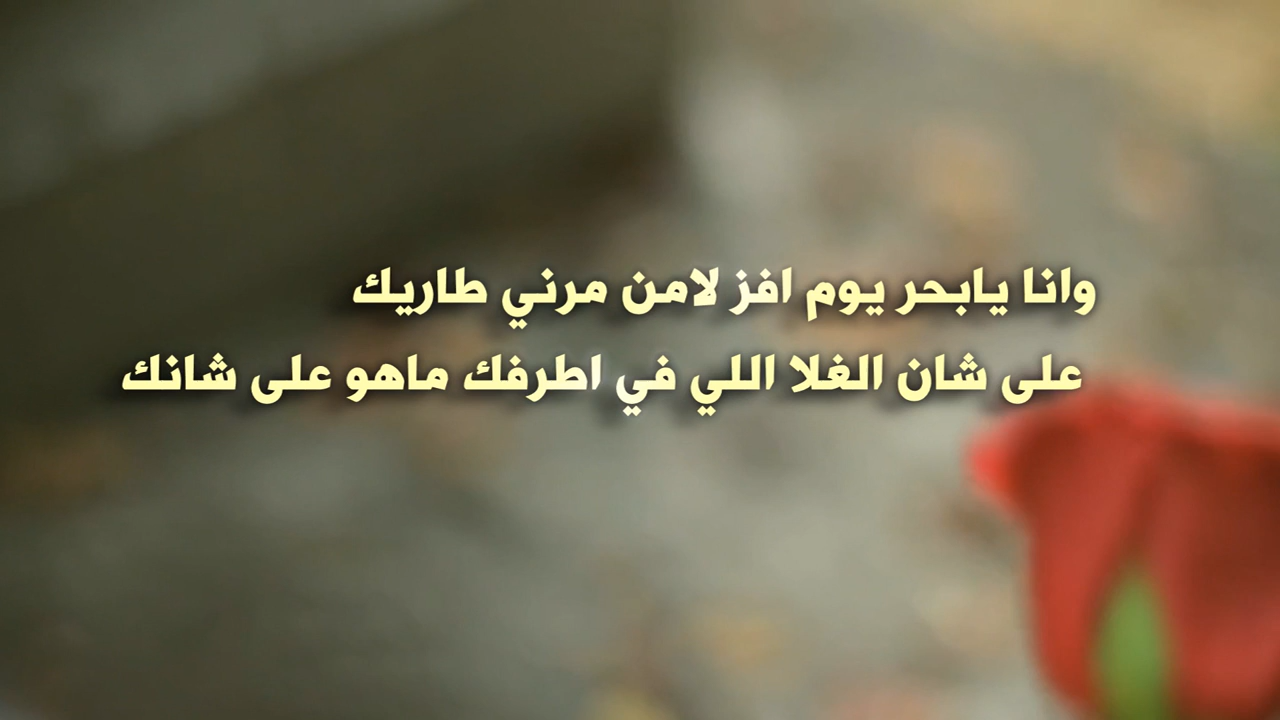 وانا يابحر يوم افز لامن مرني طاريك
على شان الغلا اللي في اطرفك ماهو على شانك